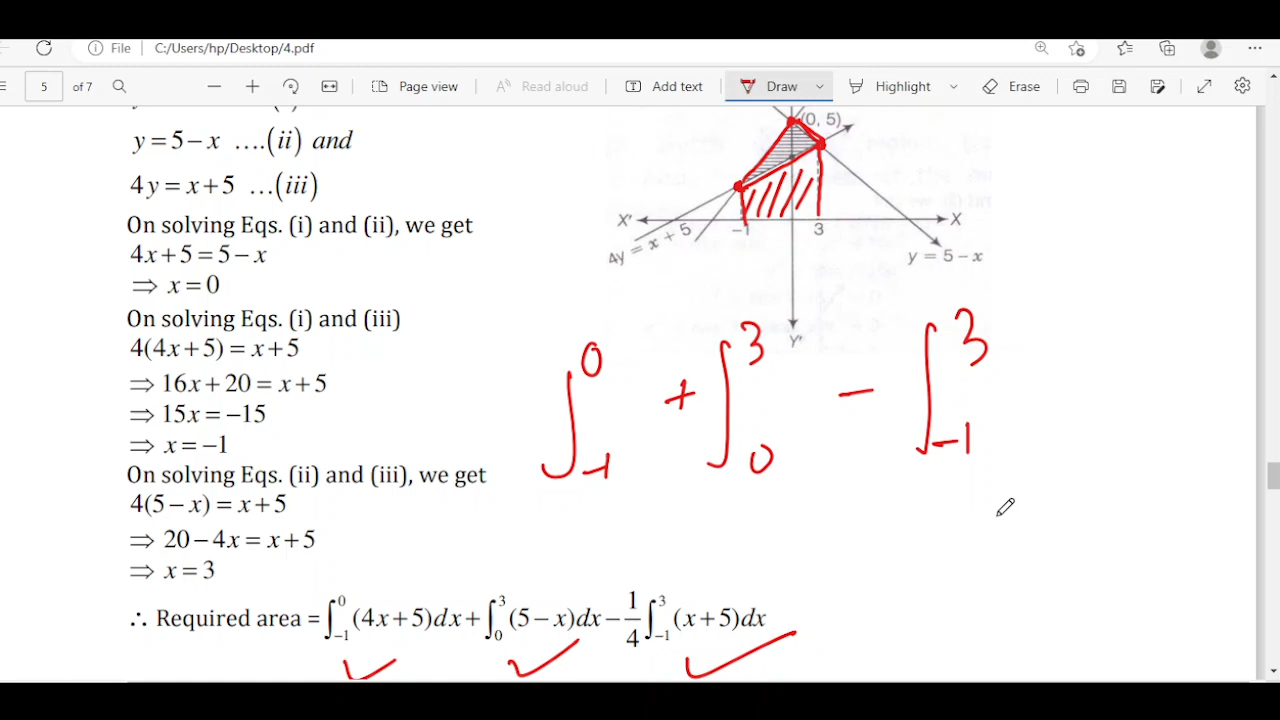 File C:/Users/hp/Desktop/4.pdf
5 of 7 Page view Read aloud Add text Draw Highlight Erase
y = 5 − x ....(ii) and
4y = x + 5 ...(iii)
On solving Eqs. (i) and (ii), we get
4x + 5 = 5 − x
⇒ x = 0
On solving Eqs. (i) and (iii)
4(4x + 5) = x + 5
⇒ 16x + 20 = x + 5
⇒ 15x = −15
⇒ x = −1
On solving Eqs. (ii) and (iii), we get
4(5 − x) = x + 5
⇒ 20 − 4x = x + 5
⇒ x = 3
∴ Required area = ∫_{-1}^{0} (4x + 5)dx + ∫_{0}^{3} (5 − x)dx − 1/4 ∫_{-1}^{3} (x + 5)dx
(0, 5)
X' −1 3 X
4y = x + 5
y = 5 − x
Y'
∫_{-1}^{0} + ∫_{0}^{3} − ∫_{-1}^{3}